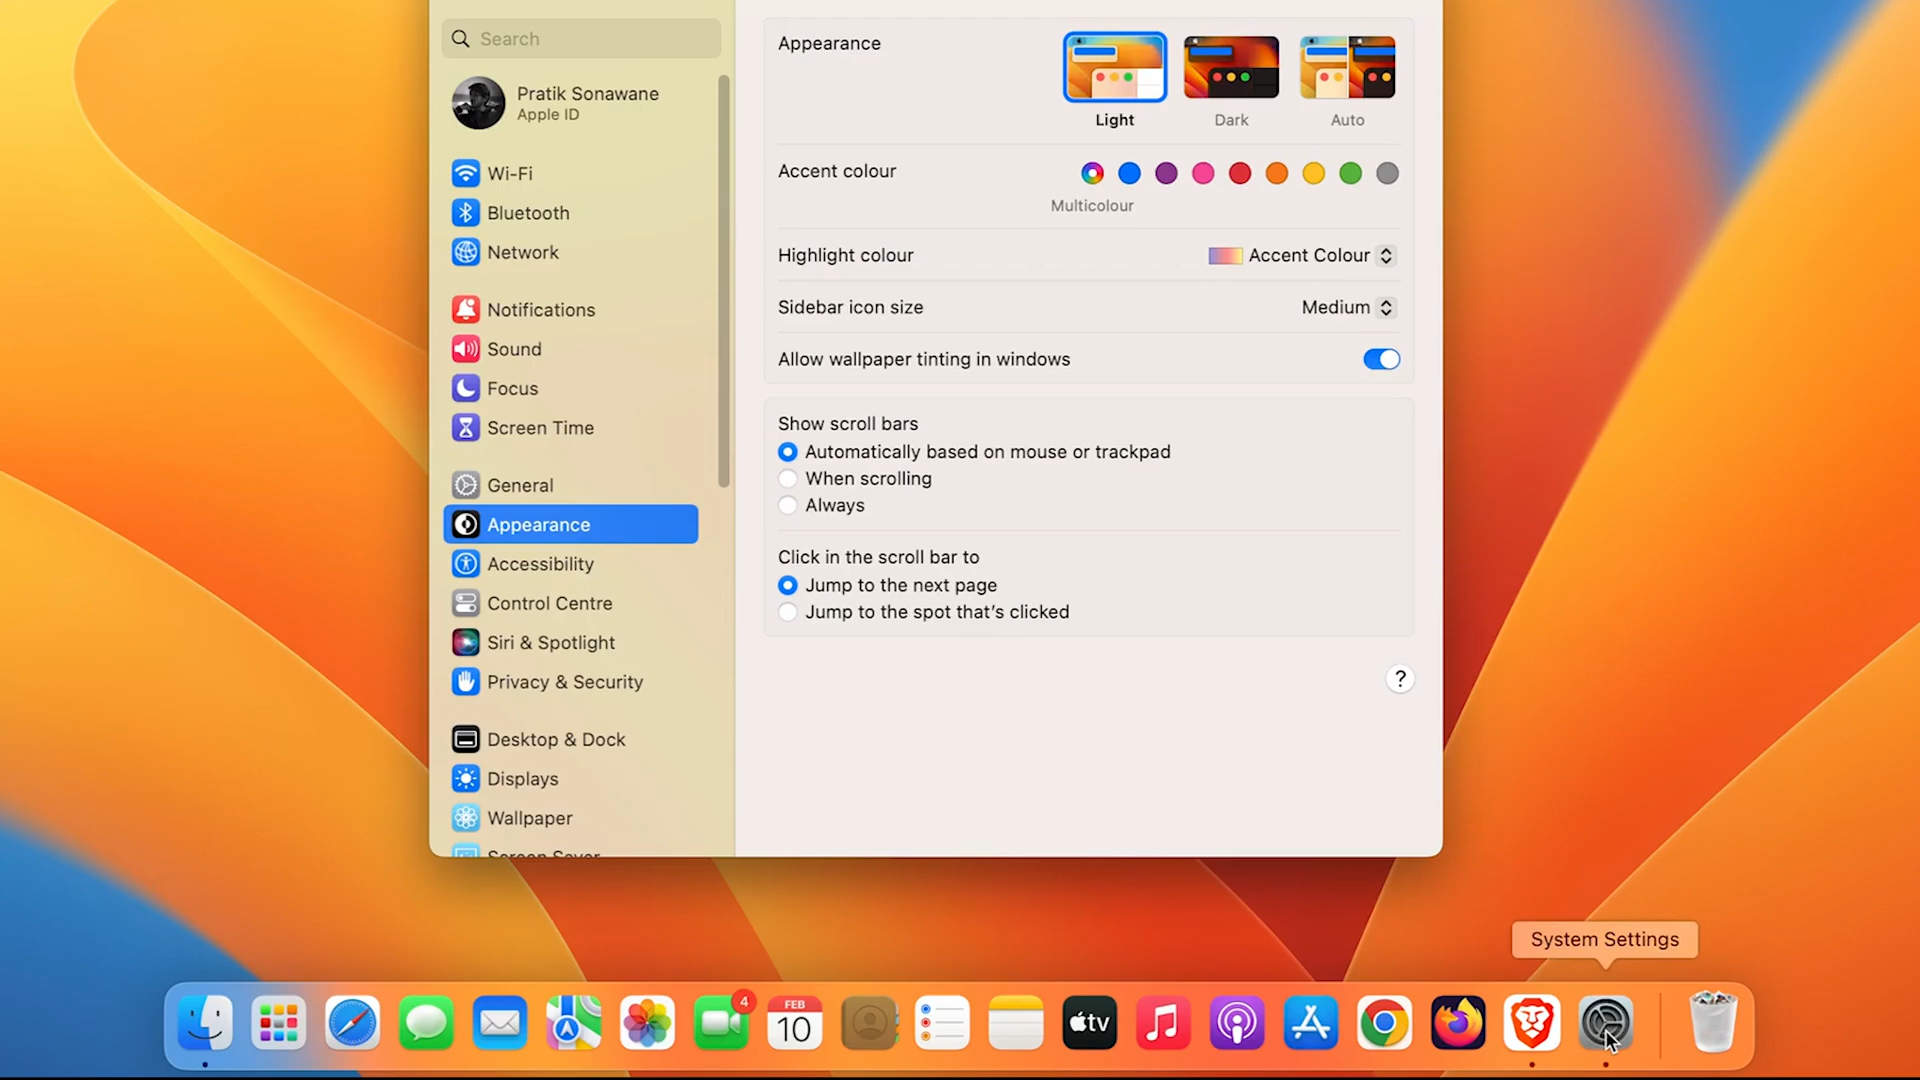 Search
Pratik Sonawane
Apple ID
Wi-Fi
Bluetooth
Network
Notifications
Sound
Focus
Screen Time
General
Appearance
Accessibility
Control Centre
Siri & Spotlight
Privacy & Security
Desktop & Dock
Displays
Wallpaper
Screen Saver
Appearance
Light
Dark
Auto
Accent colour
Multicolour
Highlight colour
Accent Colour
Sidebar icon size
Medium
Allow wallpaper tinting in windows
Show scroll bars
Automatically based on mouse or trackpad
When scrolling
Always
Click in the scroll bar to
Jump to the next page
Jump to the spot that’s clicked
?
System Settings
4
FEB
10
tv